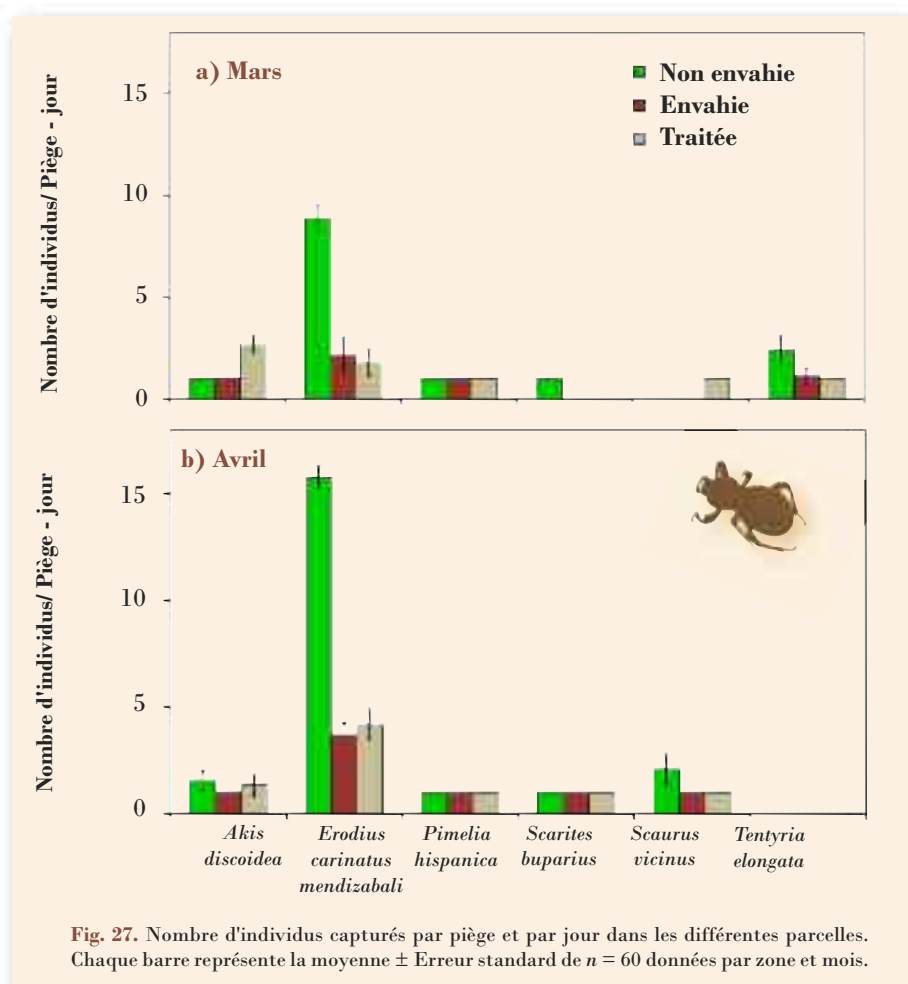 a) Mars
Non envahie
Envahie
Traitée
Nombre d'individus/ Piège - jour
15
10
5
0
b) Avril
Nombre d'individus/ Piège - jour
15
10
5
0
Akis
discoidea
Erodius
carinatus
mendizabali
Pimelia
hispanica
Scarites
buparius
Scaurus
vicinus
Tentyria
elongata
Fig. 27. Nombre d'individus capturés par piège et par jour dans les différentes parcelles.
Chaque barre représente la moyenne ± Erreur standard de n = 60 données par zone et mois.